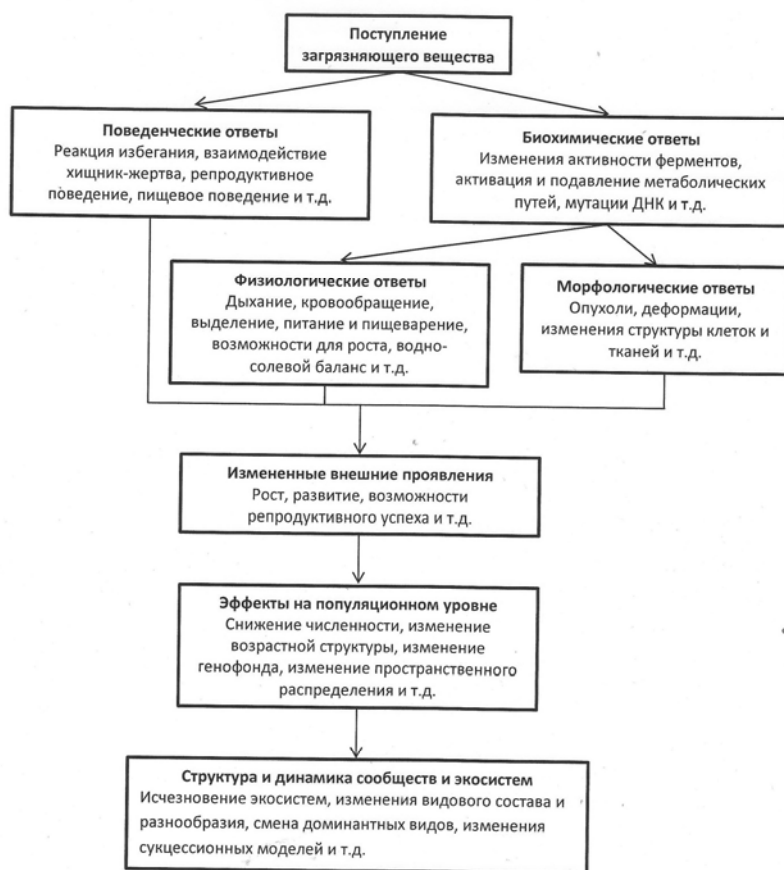 Поступление
загрязняющего вещества
Поведенческие ответы
Реакция избегания, взаимодействие
хищник-жертва, репродуктивное
поведение, пищевое поведение и т.д.
Биохимические ответы
Изменения активности ферментов,
активация и подавление метаболических
путей, мутации ДНК и т.д.
Физиологические ответы
Дыхание, кровообращение,
выделение, питание и пищеварение,
возможности для роста, водно-
солевой баланс и т.д.
Морфологические ответы
Опухоли, деформации,
изменения структуры клеток и
тканей и т.д.
Измененные внешние проявления
Рост, развитие, возможности
репродуктивного успеха и т.д.
Эффекты на популяционном уровне
Снижение численности, изменение
возрастной структуры, изменение
генофонда, изменение пространственного
распределения и т.д.
Структура и динамика сообществ и экосистем
Исчезновение экосистем, изменения видового состава и
разнообразия, смена доминантных видов, изменения
сукцессионных моделей и т.д.